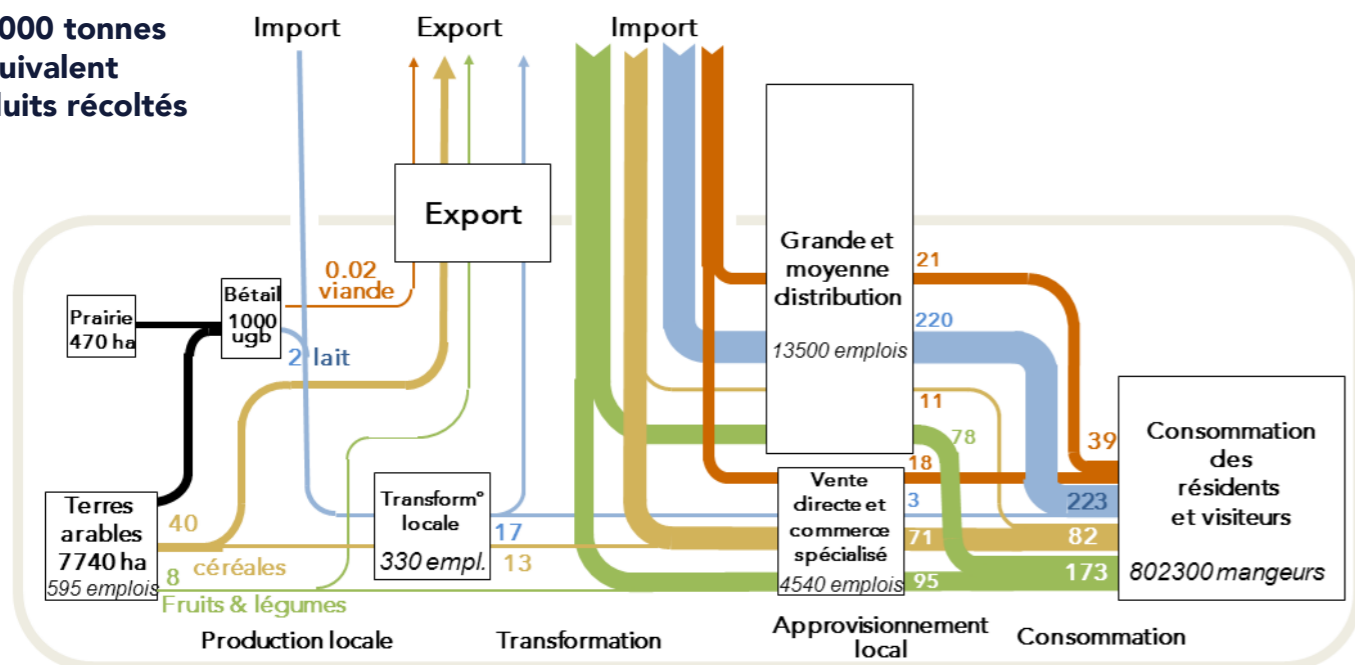 000 tonnes
uivalent
duits récoltés
Import
Export
Import
Export
Grande et
moyenne
distribution
13500 emplois
0.02
viande
Bétail
1000
ugb
Prairie
470 ha
2 lait
21
220
11
78
18
3
71
95
39
223
82
173
Consommation
des
résidents
et visiteurs
802300 mangeurs
Terres
arables
7740 ha
595 emplois
40
céréales
8
Fruits & légumes
Transform°
locale
330 empl.
17
13
Vente
directe et
commerce
spécialisé
4540 emplois
Production locale
Transformation
Approvisionnement
local
Consommation